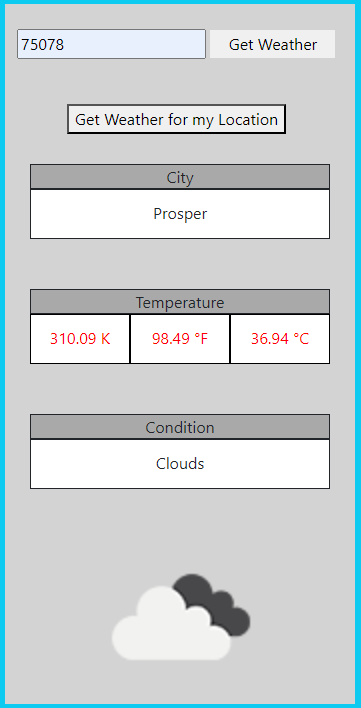 75078 Get Weather
Get Weather for my Location
City
Prosper
Temperature
310.09 K 98.49 °F 36.94 °C
Condition
Clouds